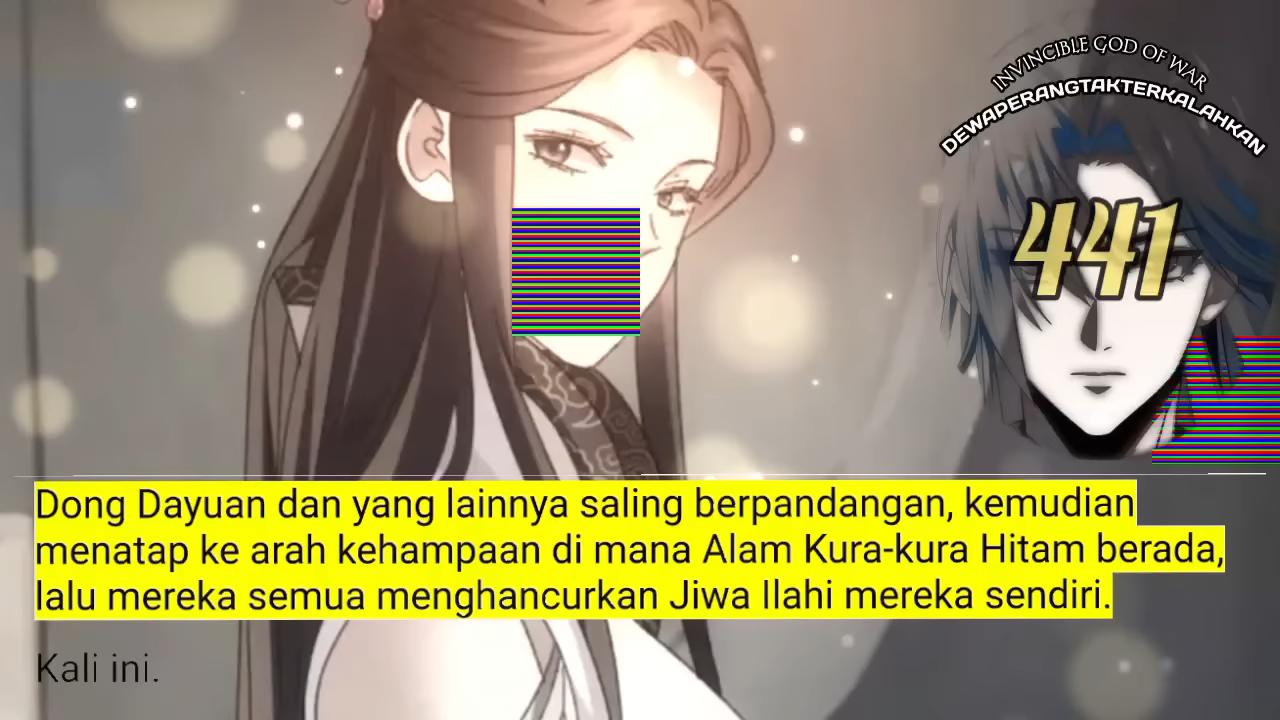 INVINCIBLE GOD OF WAR
DEWAPERANGTAKTERKALAHKAN
441
Dong Dayuan dan yang lainnya saling berpandangan, kemudian
menatap ke arah kehampaan di mana Alam Kura-kura Hitam berada,
lalu mereka semua menghancurkan Jiwa Ilahi mereka sendiri.
Kali ini.